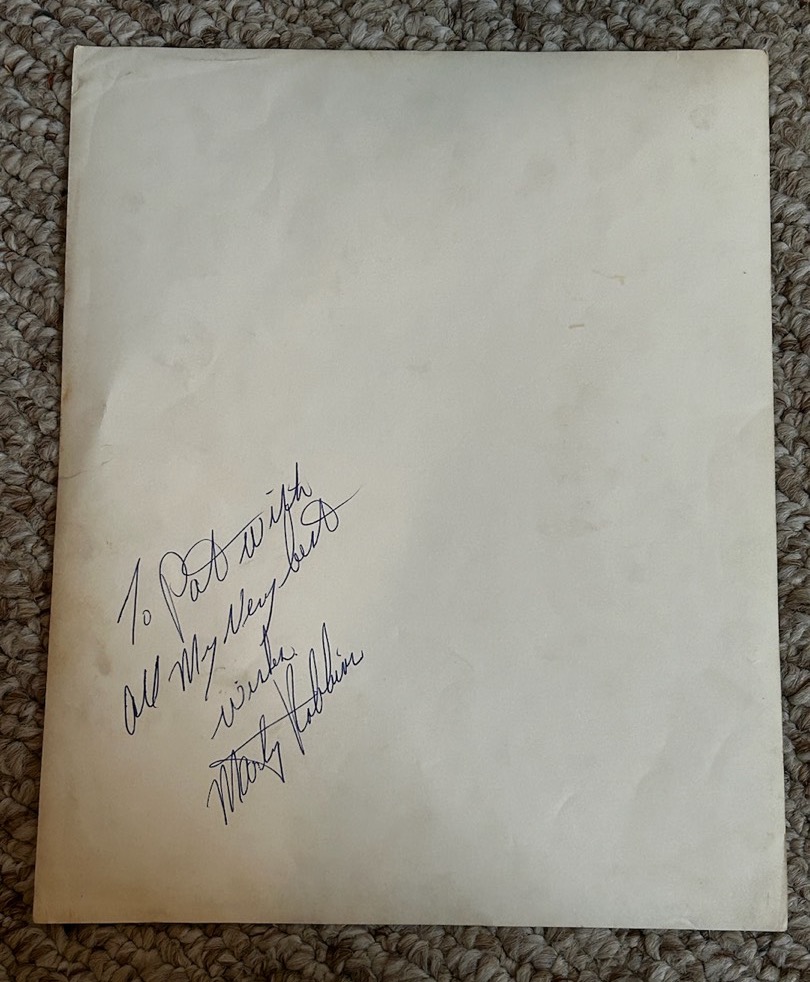 To Pat with
All My Very best
wishes.
Marty Robbins